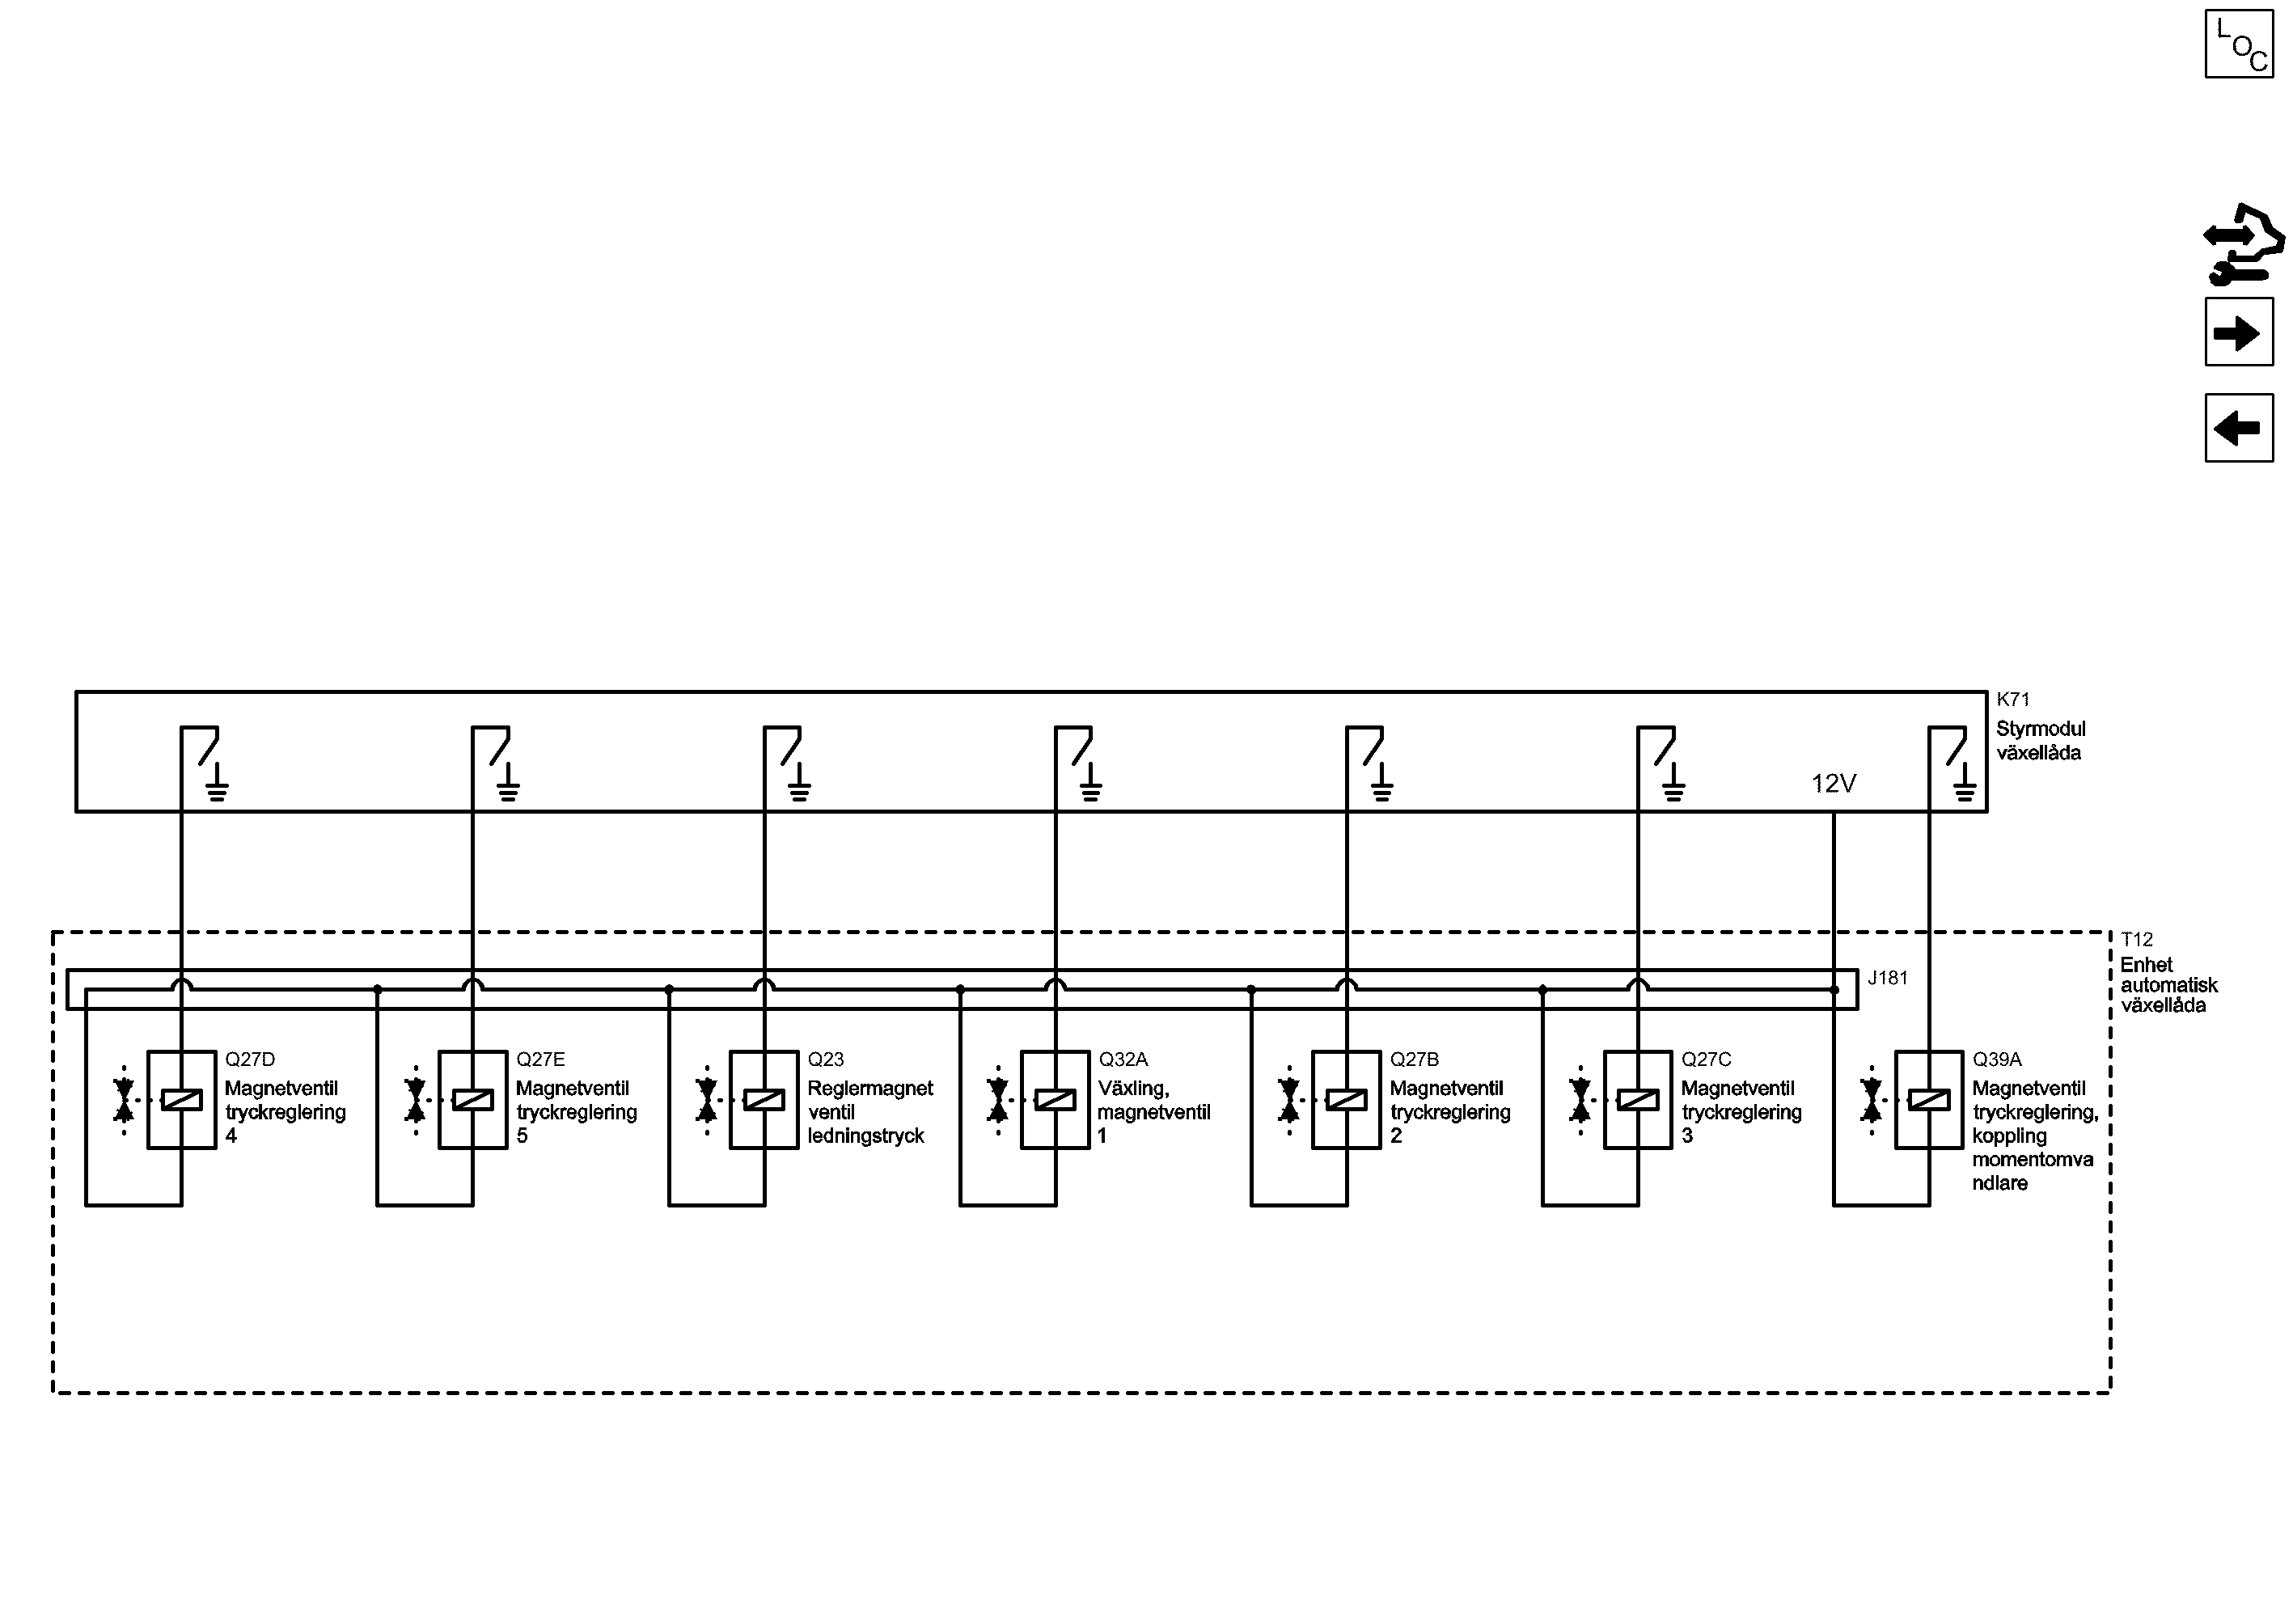 LOC
K71
Styrmodul
växellåda
12V
T12
Enhet
automatisk
växellåda
J181
Q27D
Magnetventil
tryckreglering
4
Q27E
Magnetventil
tryckreglering
5
Q23
Reglermagnet
ventil
ledningstryck
Q32A
Växling,
magnetventil
1
Q27B
Magnetventil
tryckreglering
2
Q27C
Magnetventil
tryckreglering
3
Q39A
Magnetventil
tryckreglering,
koppling
momentomva
ndlare